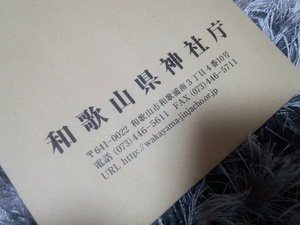 和歌山県神社庁
〒641-0022 和歌山市和歌浦南3丁目4番10号
電話 (073)446-5611 FAX (073)446-5711
URL http://wakayama-jinjacho.or.jp